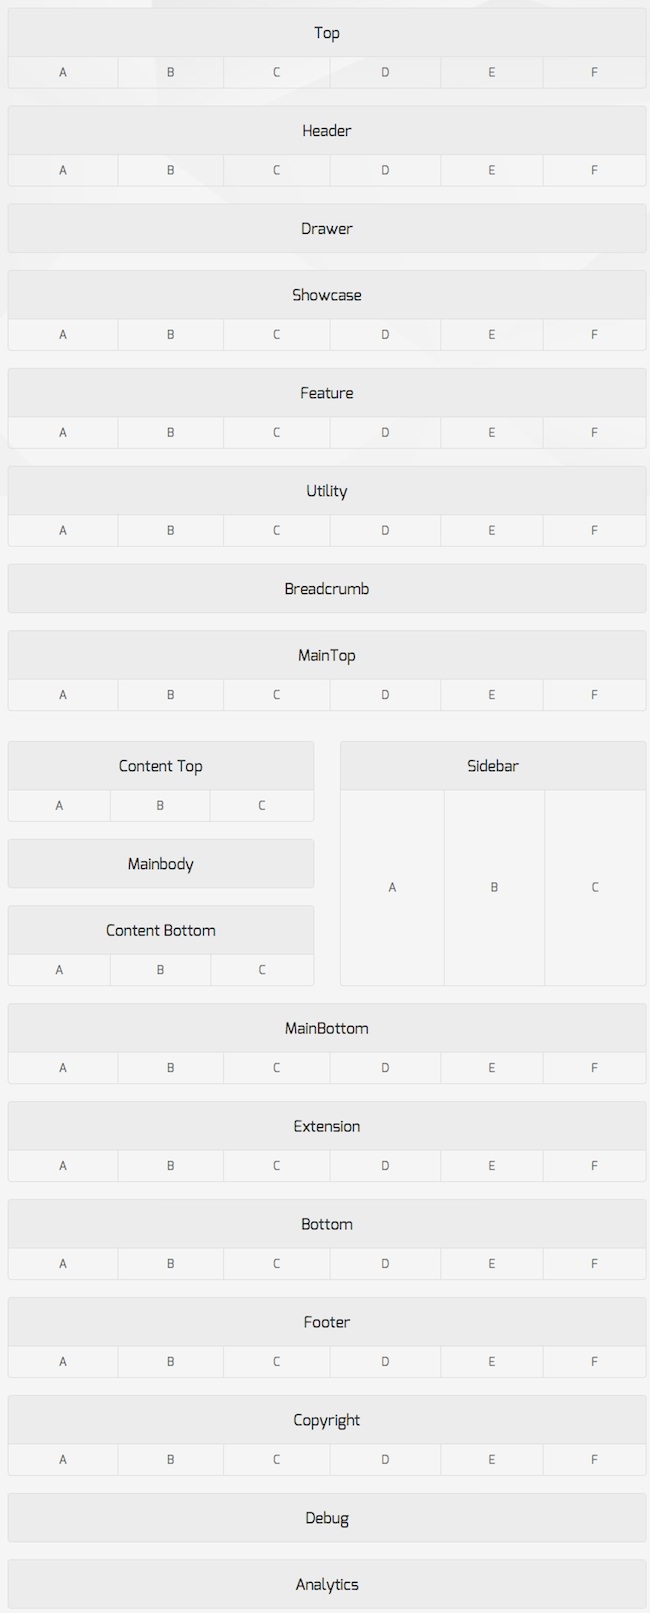 Top
A B C D E F
Header
A B C D E F
Drawer
Showcase
A B C D E F
Feature
A B C D E F
Utility
A B C D E F
Breadcrumb
MainTop
A B C D E F
Content Top
A B C
Mainbody
Content Bottom
A B C
Sidebar
A B C
MainBottom
A B C D E F
Extension
A B C D E F
Bottom
A B C D E F
Footer
A B C D E F
Copyright
A B C D E F
Debug
Analytics